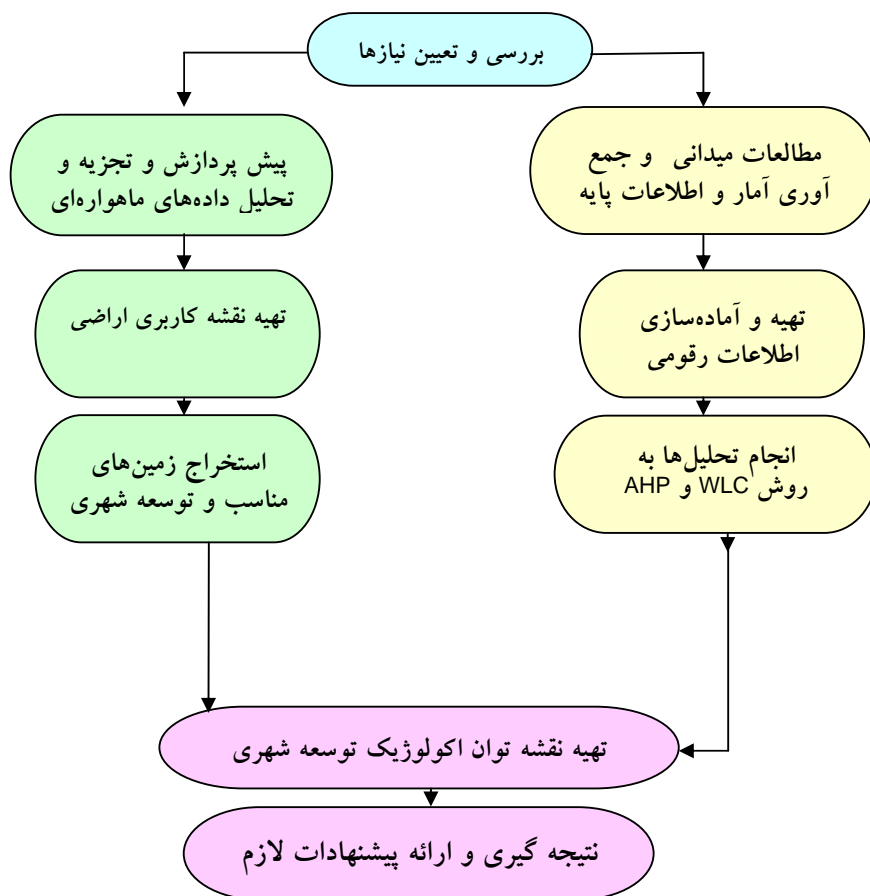 بررسی و تعیین نیازها
مطالعات میدانی و جمع
آوری آمار و اطلاعات پایه
تهیه و آماده‌سازی
اطلاعات رقومی
انجام تحلیل‌ها به
روش WLC و AHP
پیش پردازش و تجزیه و
تحلیل داده‌های ماهواره‌ای
تهیه نقشه کاربری اراضی
استخراج زمین‌های
مناسب و توسعه شهری
تهیه نقشه توان اکولوژیک توسعه شهری
نتیجه گیری و ارائه پیشنهادات لازم